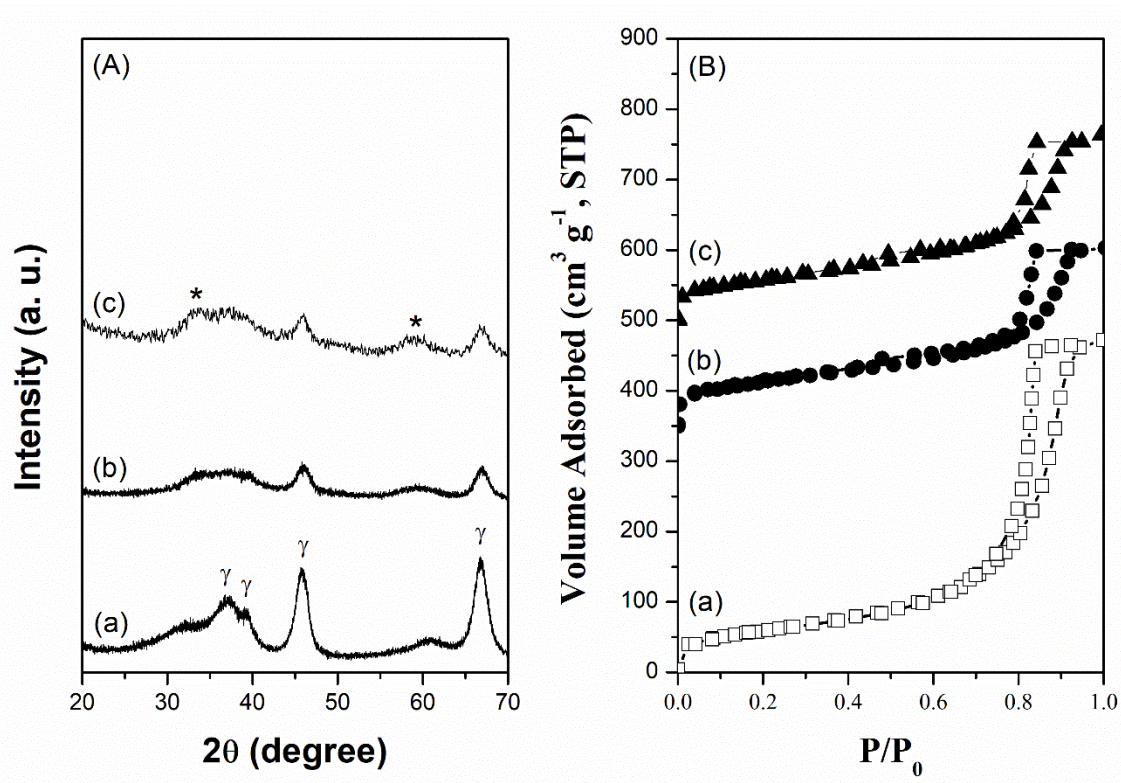 (A)
Intensity (a. u.)
(c)
*
*
(b)
(a)
γ
γ
γ
γ
20 30 40 50 60 70
2θ (degree)
(B)
Volume Adsorbed (cm³ g⁻¹, STP)
900
800
700
600
500
400
300
200
100
0
(c)
(b)
(a)
0.0 0.2 0.4 0.6 0.8 1.0
P/P₀